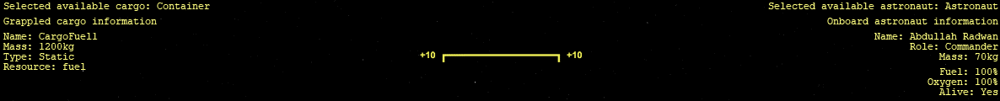 Selected available cargo: Container
Grappled cargo information
Name: CargoFuel1
Mass: 1200kg
Type: Static
Resource: fuel
+10 +10
Selected available astronaut: Astronaut
Onboard astronaut information
Name: Abdullah Radwan
Role: Commander
Mass: 70kg
Fuel: 100%
Oxygen: 100%
Alive: Yes